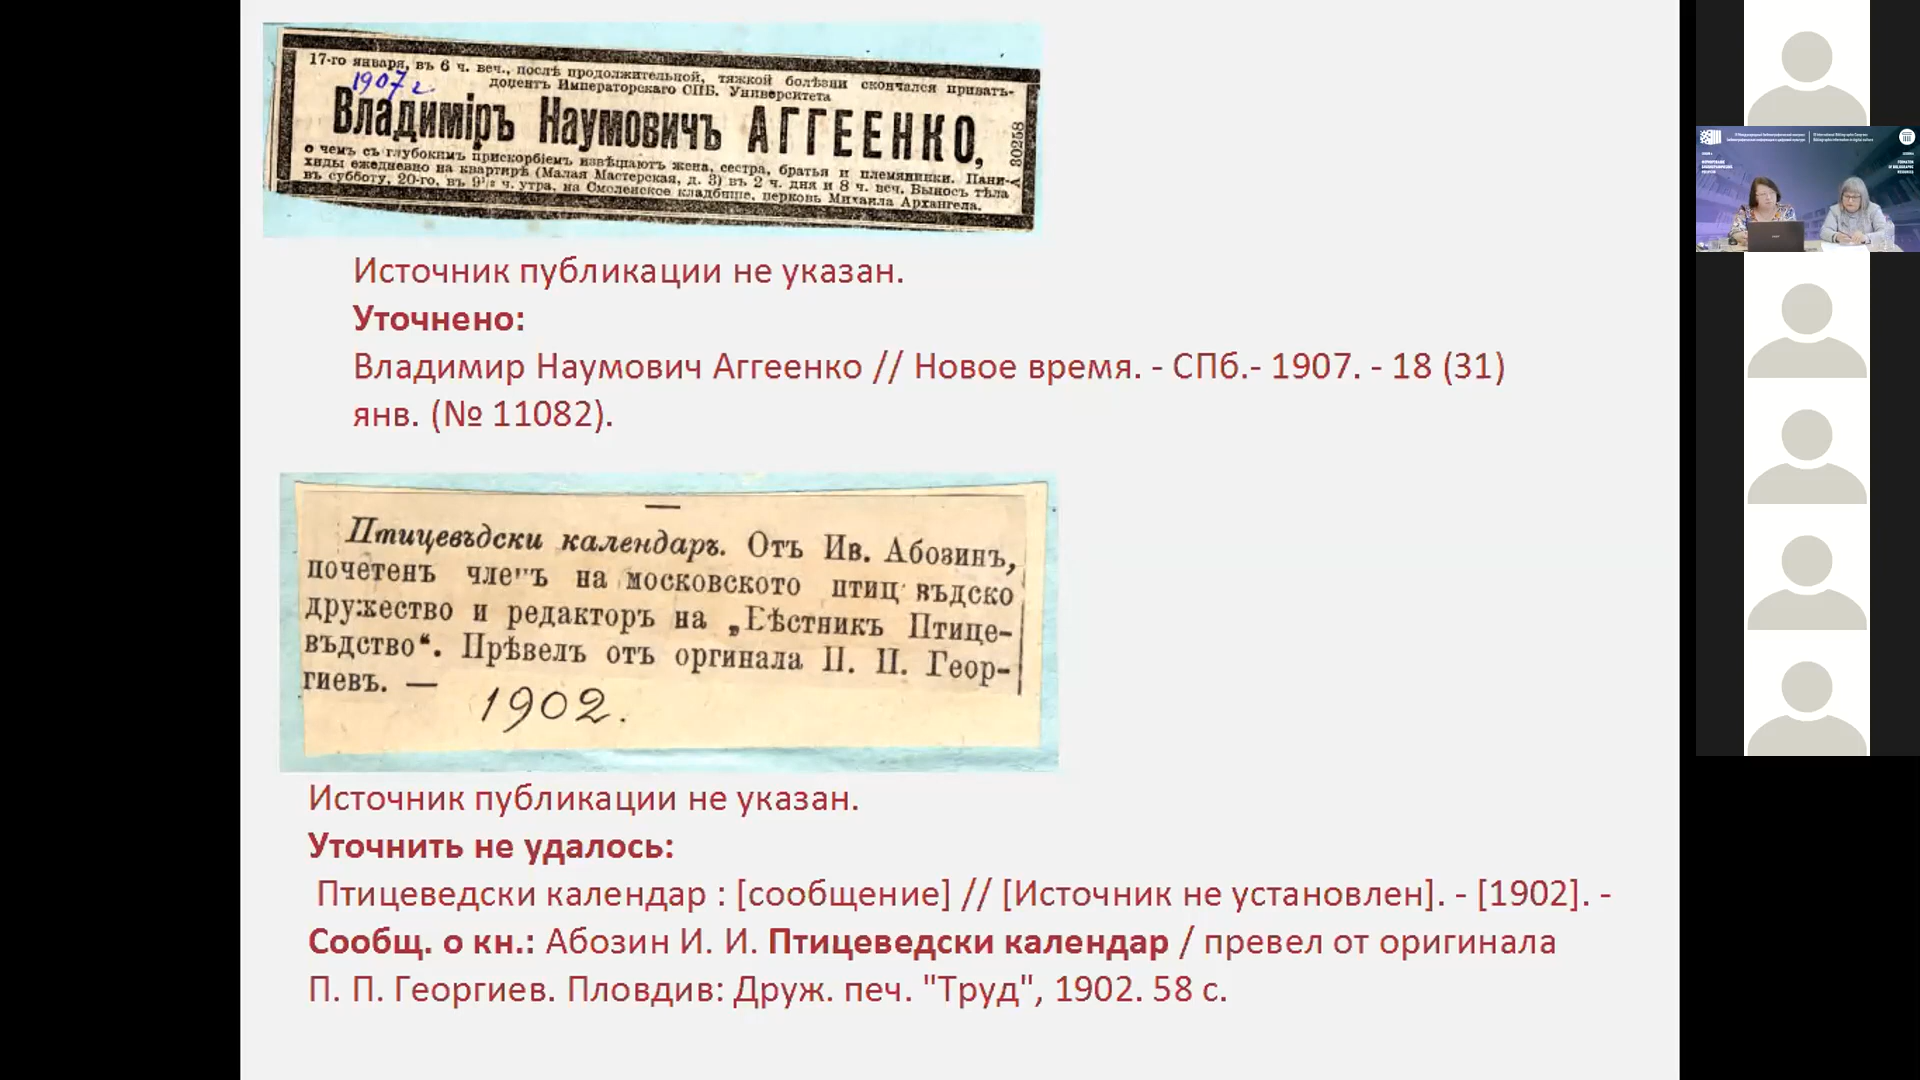 17-го января, въ 6 ч. веч., послѣ продолжительной, тяжкой болѣзни скончался приватъ-
доцентъ Императорскаго СПБ. Университета
1907 г.
Владиміръ Наумовичъ АГГЕЕНКО,
о чемъ съ глубокимъ прискорбіемъ извѣщаютъ жена, сестра, братья и племянники. Пани-
хиды ежедневно на квартирѣ (Малая Мастерская, д. 3) въ 2 ч. дня и 8 ч. веч. Выносъ тѣла
въ субботу, 20-го, въ 9½ ч. утра, на Смоленское кладбище, церковь Михаила Архангела.
30258
Источник публикации не указан.
Уточнено:
Владимир Наумович Аггеенко // Новое время. - СПб.- 1907. - 18 (31)
янв. (№ 11082).
Птицевъдски календаръ. Отъ Ив. Абозинъ,
почетенъ членъ на московското птицевъдско
дружество и редакторъ на „Вѣстникъ Птице-
въдство“. Прѣвелъ отъ оргинала П. П. Геор-
гиевъ. —
1902.
Источник публикации не указан.
Уточнить не удалось:
Птицеведски календар : [сообщение] // [Источник не установлен]. - [1902]. -
Сообщ. о кн.: Абозин И. И. Птицеведски календар / превел от оригинала
П. П. Георгиев. Пловдив: Друж. печ. "Труд", 1902. 58 с.